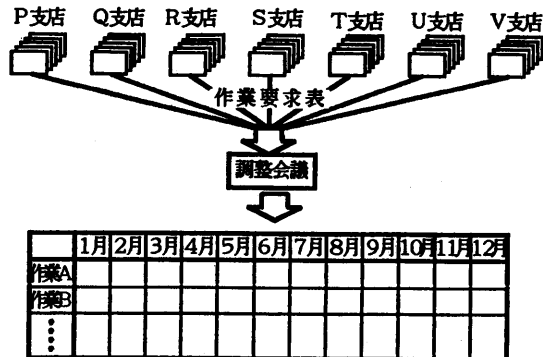 P支店 Q支店 R支店 S支店 T支店 U支店 V支店
作業要求表
調整会議
1月 2月 3月 4月 5月 6月 7月 8月 9月 10月 11月 12月
作業A
作業B